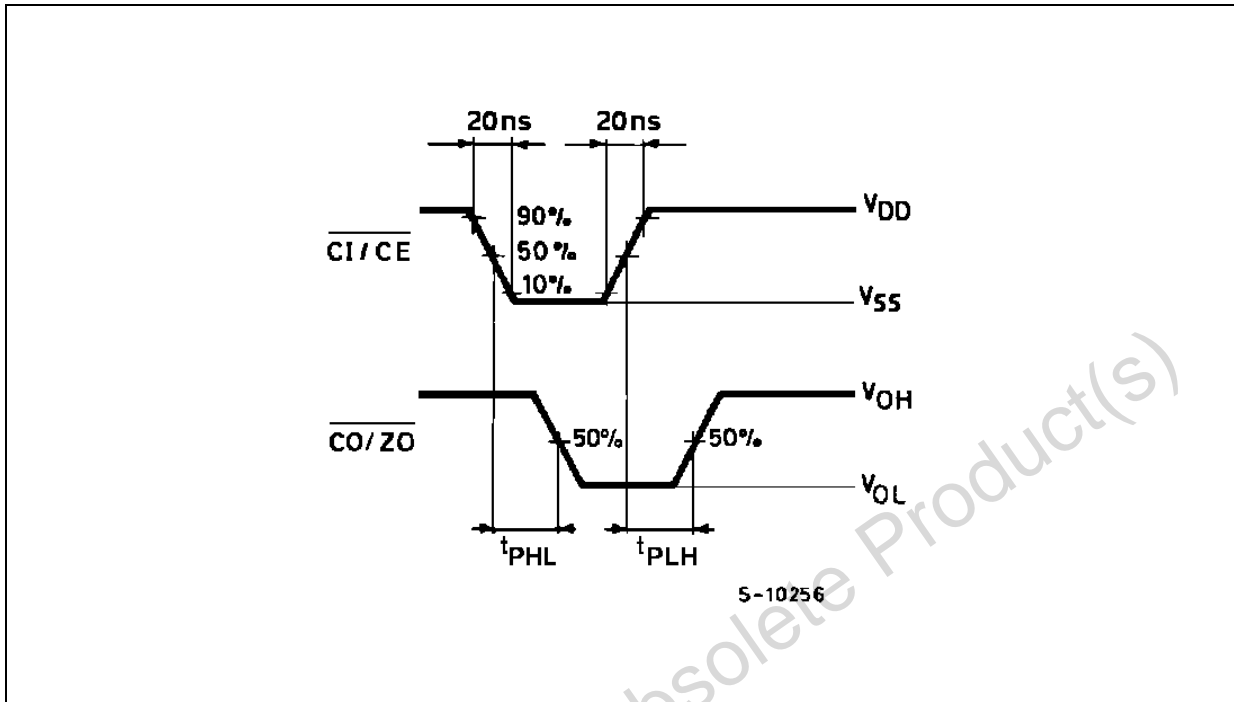 20ns 20ns
90%
50%
10%
CI/CE
VDD
VSS
CO/ZO
50% 50%
VOH
VOL
tPHL tPLH
S-10256
bsolete Product(s)